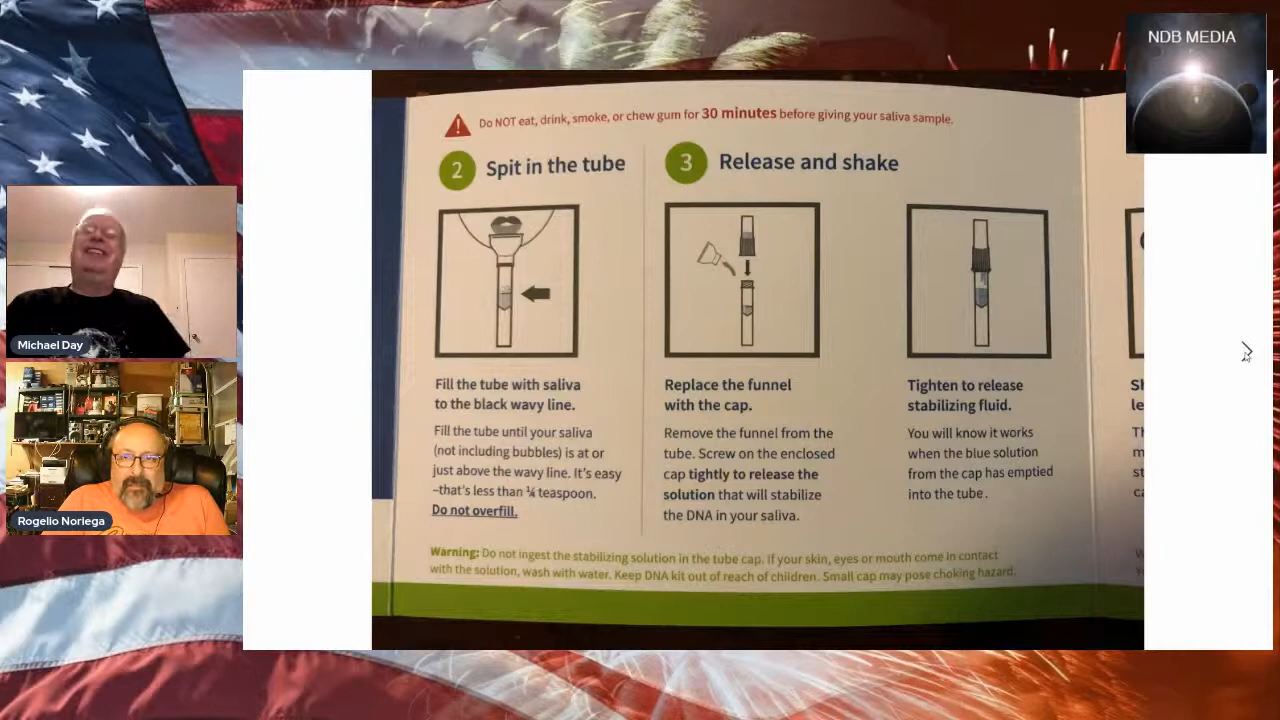 NDB MEDIA
Do NOT eat, drink, smoke, or chew gum for 30 minutes before giving your saliva sample.
2 Spit in the tube
3 Release and shake
Fill the tube with saliva
to the black wavy line.
Fill the tube until your saliva
(not including bubbles) is at or
just above the wavy line. It's easy
–that's less than ¼ teaspoon.
Do not overfill.
Replace the funnel
with the cap.
Remove the funnel from the
tube. Screw on the enclosed
cap tightly to release the
solution that will stabilize
the DNA in your saliva.
Tighten to release
stabilizing fluid.
You will know it works
when the blue solution
from the cap has emptied
into the tube.
Warning: Do not ingest the stabilizing solution in the tube cap. If your skin, eyes or mouth come in contact
with the solution, wash with water. Keep DNA kit out of reach of children. Small cap may pose choking hazard.
Michael Day
Rogelio Noriega